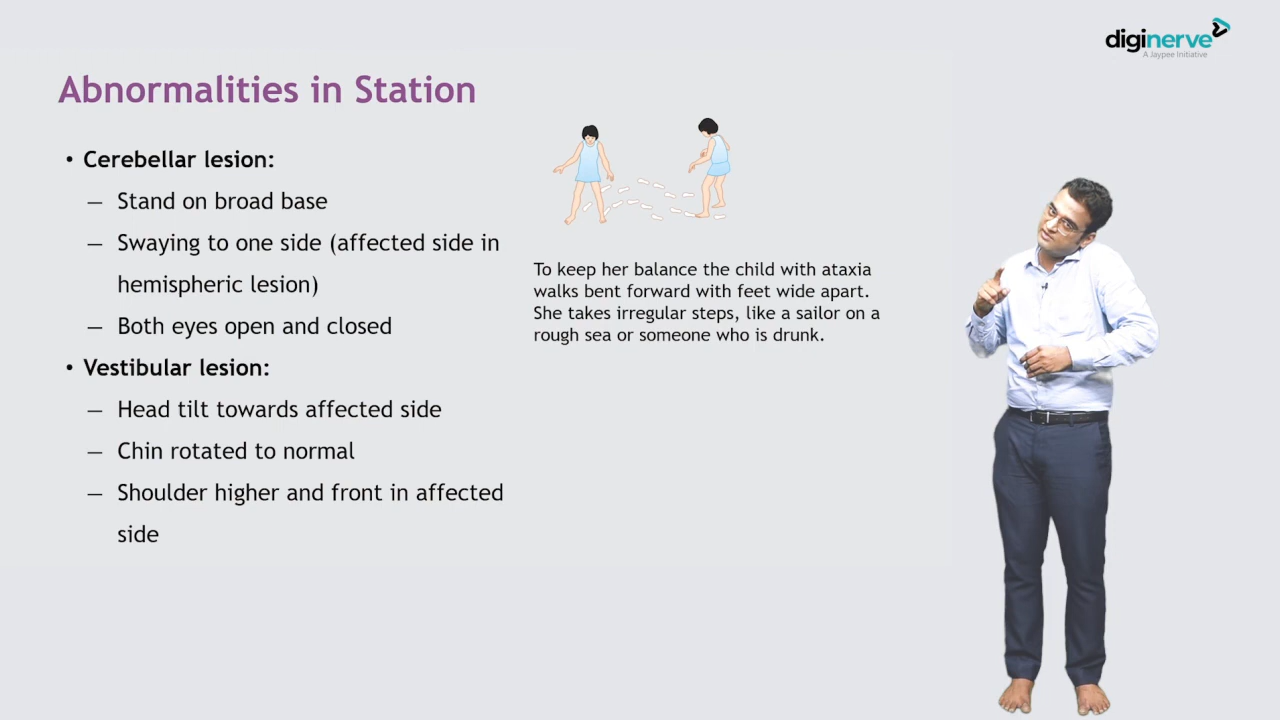 diginerve
A Jaypee Initiative
Abnormalities in Station
• Cerebellar lesion:
— Stand on broad base
— Swaying to one side (affected side in
hemispheric lesion)
— Both eyes open and closed
• Vestibular lesion:
— Head tilt towards affected side
— Chin rotated to normal
— Shoulder higher and front in affected
side
To keep her balance the child with ataxia
walks bent forward with feet wide apart.
She takes irregular steps, like a sailor on a
rough sea or someone who is drunk.